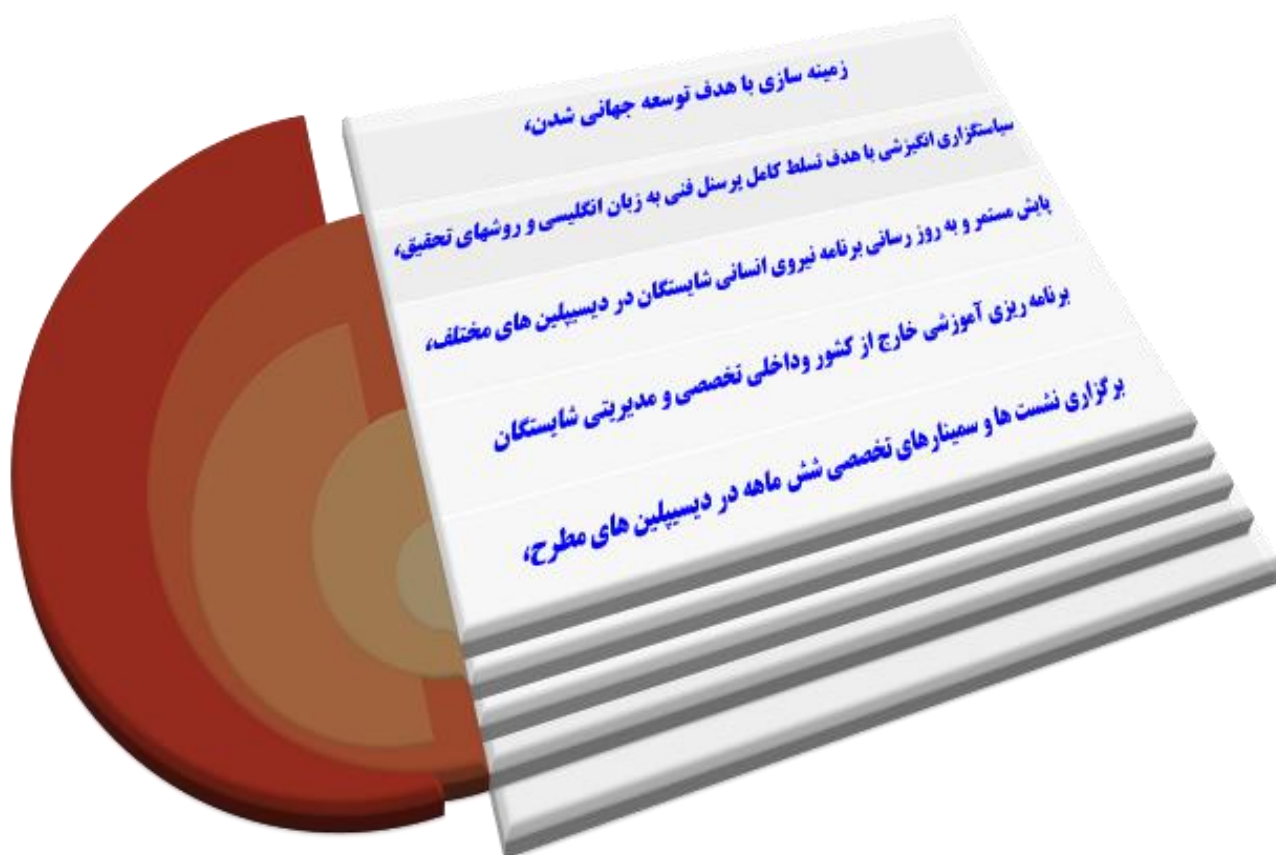 زمینه سازی با هدف توسعه جهانی شدن،
سیاستگزاری انگیزشی با هدف تسلط کامل پرسنل فنی به زبان انگلیسی و روشهای تحقیق،
پایش مستمر و به روز رسانی برنامه نیروی انسانی شایستگان در دیسیپلین های مختلف،
برنامه ریزی آموزشی خارج از کشور وداخلی تخصصی و مدیریتی شایستگان
برگزاری نشست ها و سمینارهای تخصصی شش ماهه در دیسیپلین های مطرح،